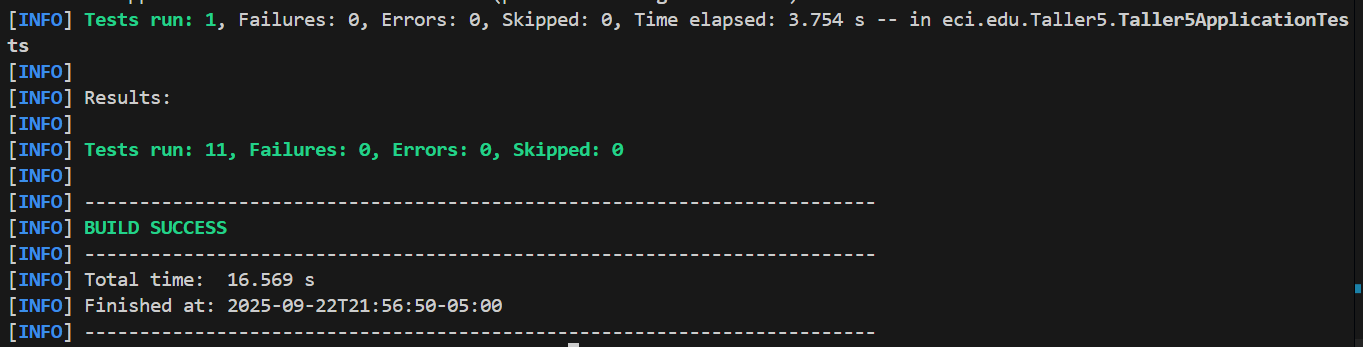 [INFO] Tests run: 1, Failures: 0, Errors: 0, Skipped: 0, Time elapsed: 3.754 s -- in eci.edu.Taller5.Taller5ApplicationTes
ts
[INFO]
[INFO] Results:
[INFO]
[INFO] Tests run: 11, Failures: 0, Errors: 0, Skipped: 0
[INFO]
[INFO] ------------------------------------------------------------------------
[INFO] BUILD SUCCESS
[INFO] ------------------------------------------------------------------------
[INFO] Total time:  16.569 s
[INFO] Finished at: 2025-09-22T21:56:50-05:00
[INFO] ------------------------------------------------------------------------